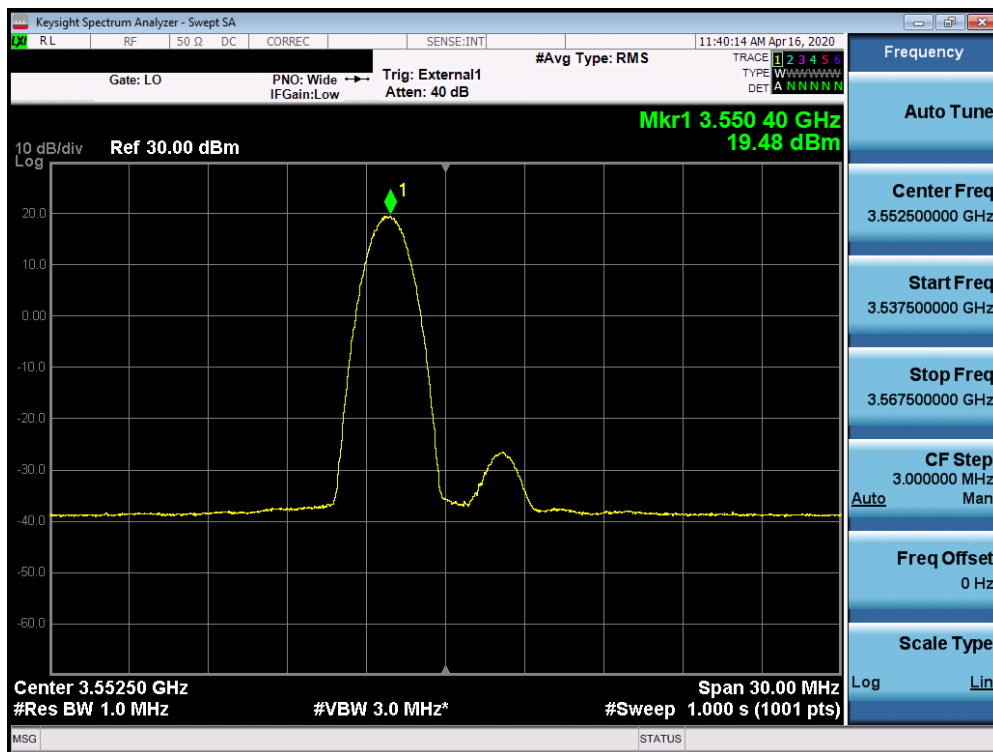 Keysight Spectrum Analyzer - Swept SA
LXI RL RF 50 Ω DC CORREC SENSE:INT 11:40:14 AM Apr 16, 2020
Frequency
#Avg Type: RMS
TRACE 1 2 3 4 5 6
TYPE W W W W W W
DET A N N N N N
Gate: LO
PNO: Wide
IFGain:Low
Trig: External1
Atten: 40 dB
Auto Tune
Mkr1 3.550 40 GHz
19.48 dBm
10 dB/div
Log
Ref 30.00 dBm
1
20.0
10.0
0.00
-10.0
-20.0
-30.0
-40.0
-50.0
-60.0
Center Freq
3.552500000 GHz
Start Freq
3.537500000 GHz
Stop Freq
3.567500000 GHz
CF Step
3.000000 MHz
Auto Man
Freq Offset
0 Hz
Scale Type
Log Lin
Center 3.55250 GHz
Span 30.00 MHz
#Res BW 1.0 MHz
#VBW 3.0 MHz*
#Sweep 1.000 s (1001 pts)
MSG
STATUS